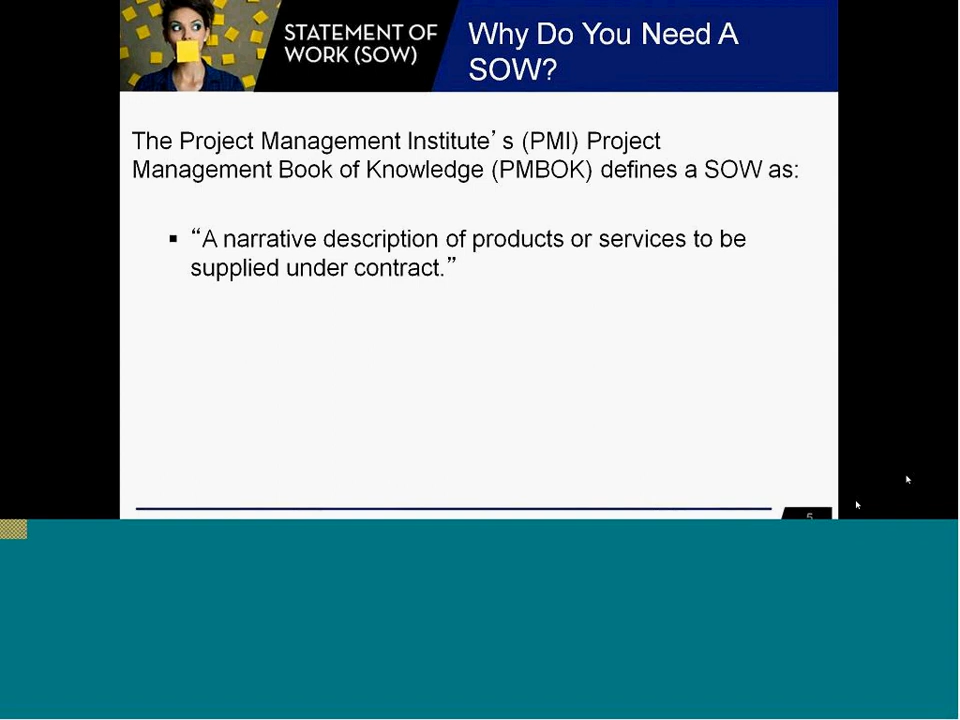 STATEMENT OF
WORK (SOW)
Why Do You Need A
SOW?
The Project Management Institute’s (PMI) Project
Management Book of Knowledge (PMBOK) defines a SOW as:
▪ “A narrative description of products or services to be
supplied under contract.”
5